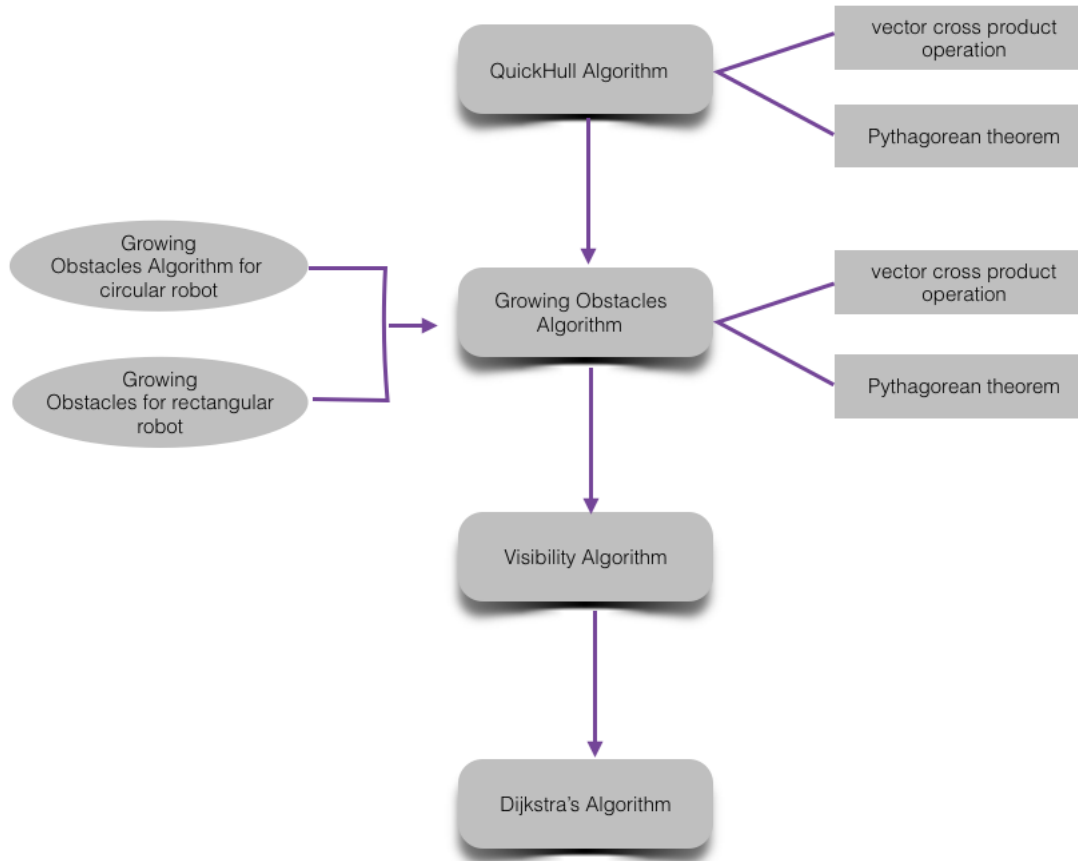 QuickHull Algorithm
vector cross product
operation
Pythagorean theorem
Growing
Obstacles Algorithm for
circular robot
Growing
Obstacles for rectangular
robot
Growing Obstacles
Algorithm
vector cross product
operation
Pythagorean theorem
Visibility Algorithm
Dijkstra’s Algorithm